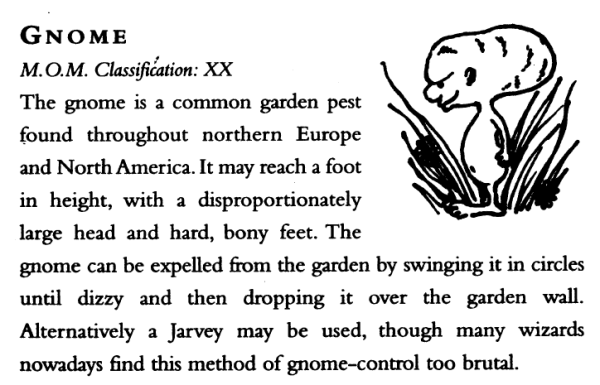 GNOME
M.O.M. Classification: XX
The gnome is a common garden pest
found throughout northern Europe
and North America. It may reach a foot
in height, with a disproportionately
large head and hard, bony feet. The
gnome can be expelled from the garden by swinging it in circles
until dizzy and then dropping it over the garden wall.
Alternatively a Jarvey may be used, though many wizards
nowadays find this method of gnome-control too brutal.